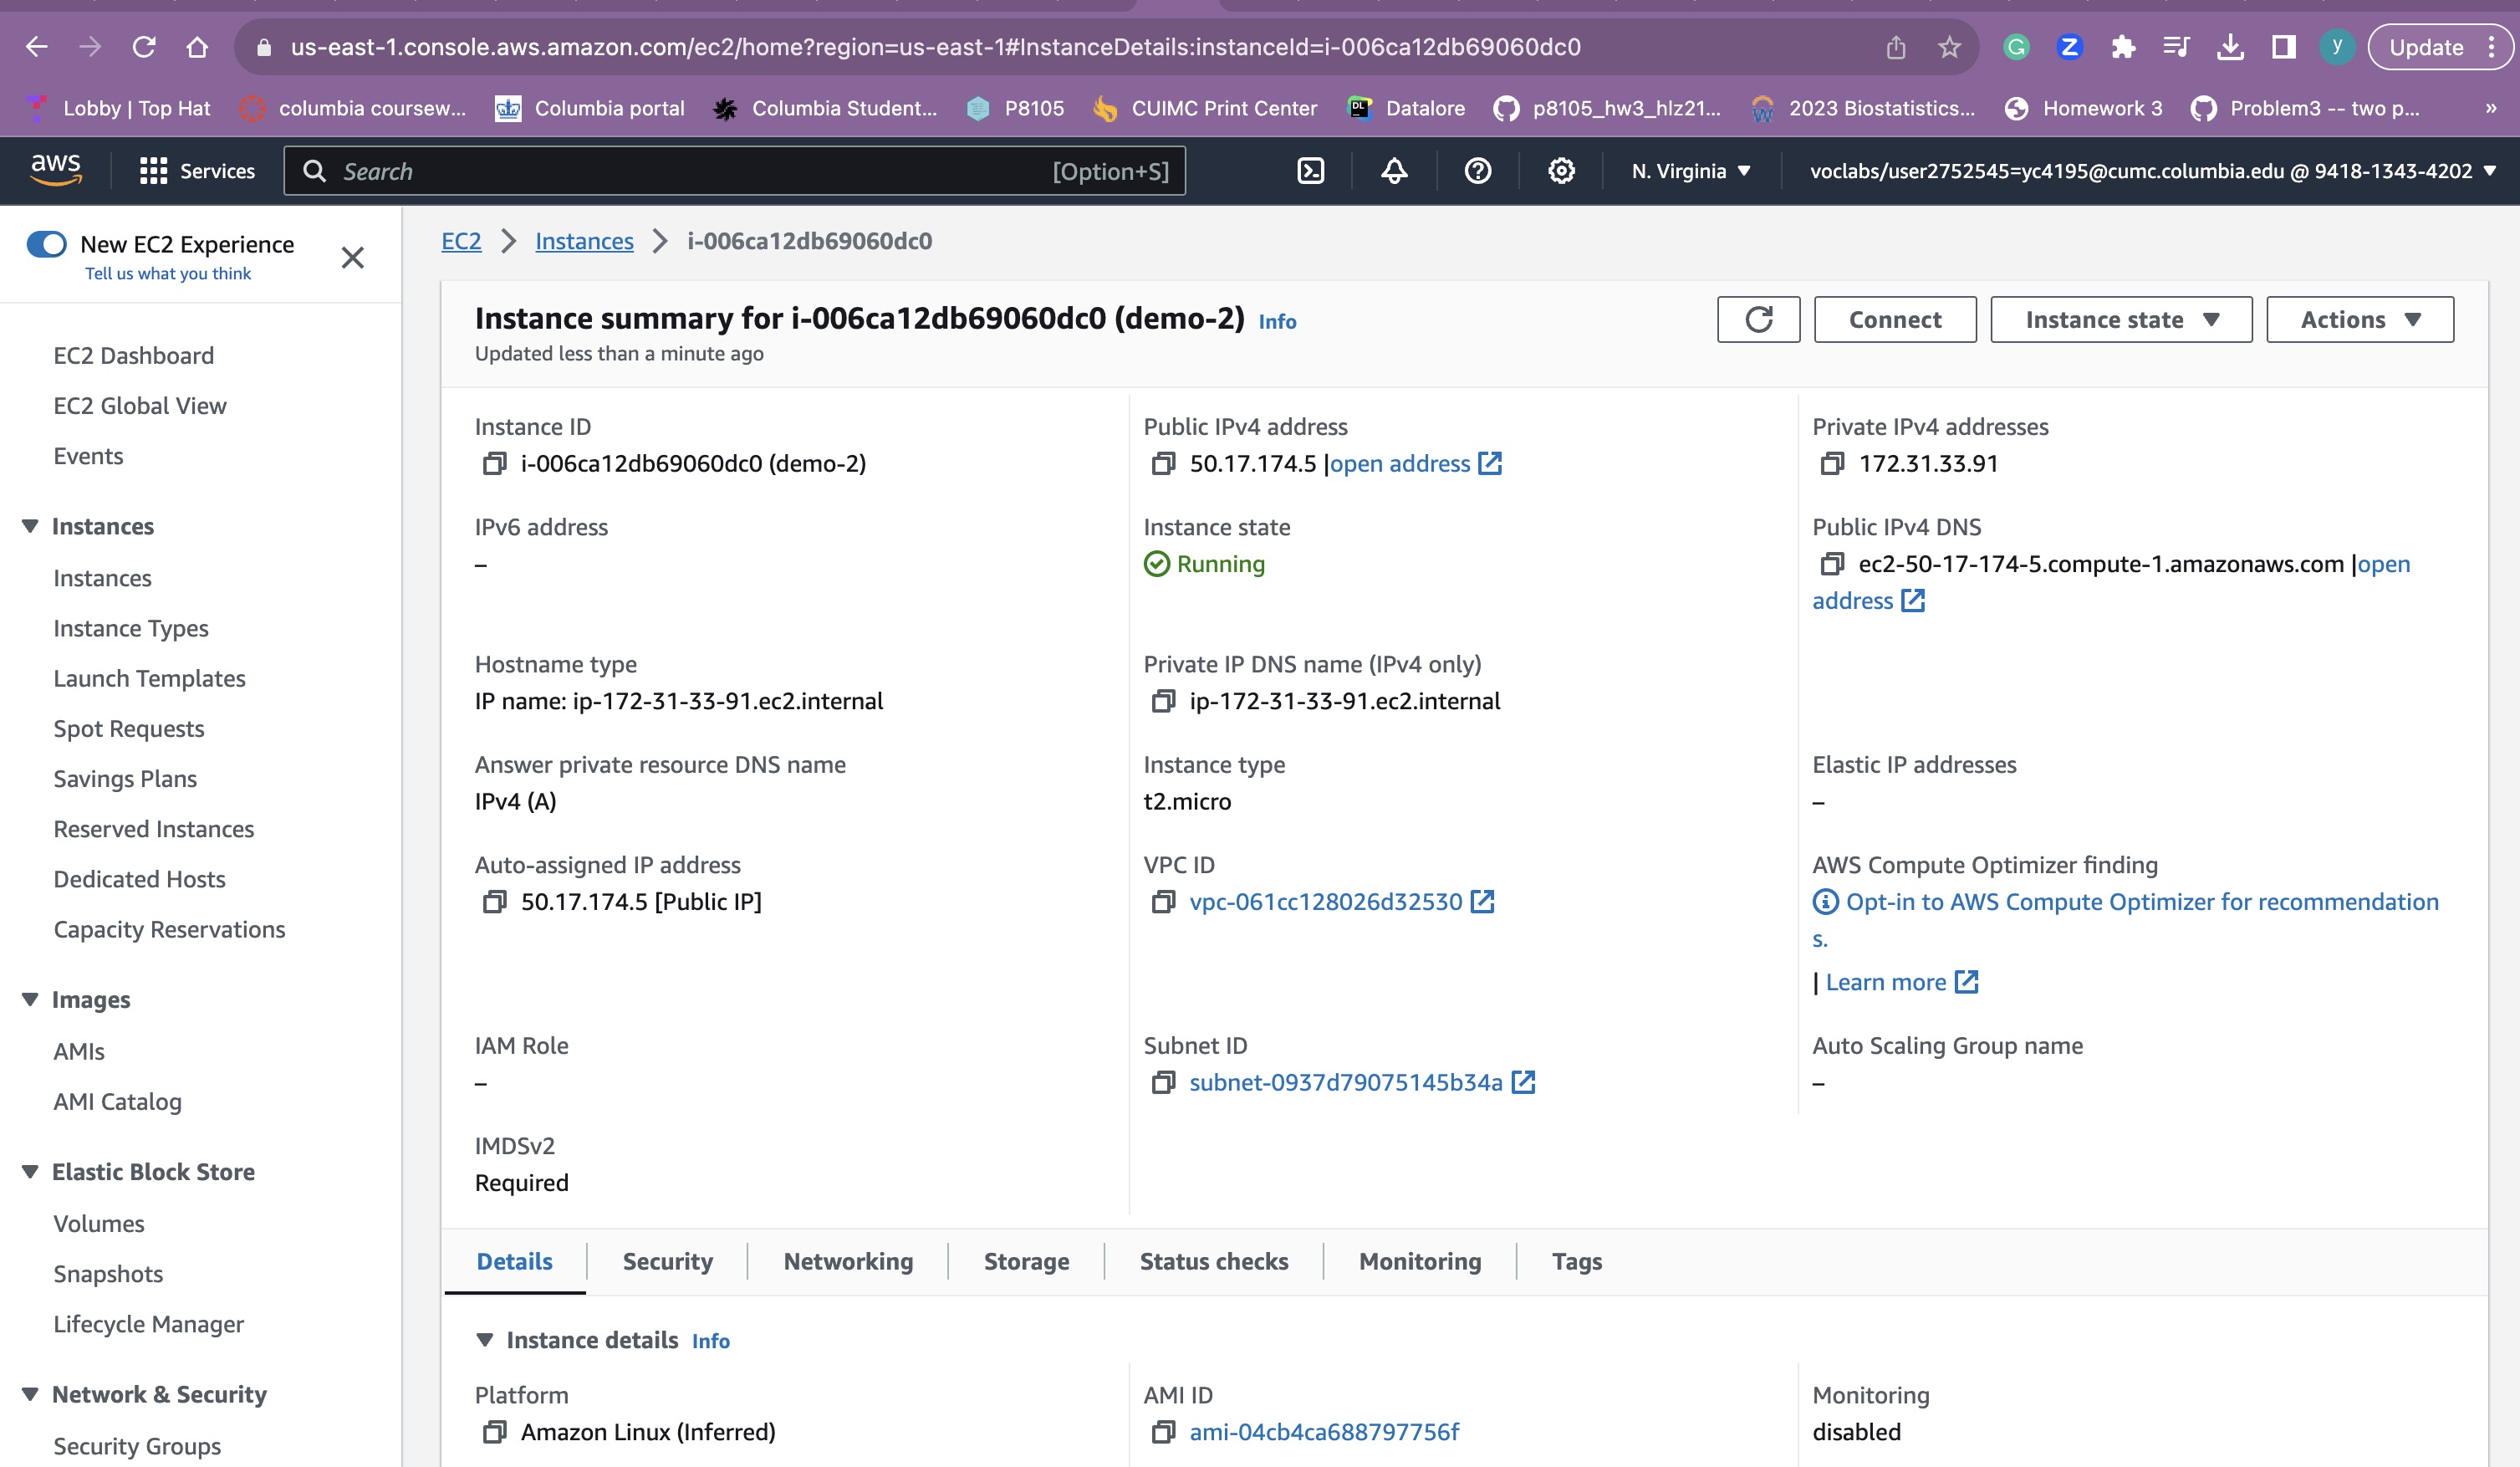 us-east-1.console.aws.amazon.com/ec2/home?region=us-east-1#InstanceDetails:instanceId=i-006ca12db69060dc0
y
Update
Lobby | Top Hat
columbia coursew...
Columbia portal
Columbia Student...
P8105
CUIMC Print Center
Datalore
p8105_hw3_hlz21...
2023 Biostatistics...
Homework 3
Problem3 -- two p...
»
aws
Services
Search
[Option+S]
N. Virginia
voclabs/user2752545=yc4195@cumc.columbia.edu @ 9418-1343-4202
New EC2 Experience
Tell us what you think
EC2 Dashboard
EC2 Global View
Events
Instances
Instances
Instance Types
Launch Templates
Spot Requests
Savings Plans
Reserved Instances
Dedicated Hosts
Capacity Reservations
Images
AMIs
AMI Catalog
Elastic Block Store
Volumes
Snapshots
Lifecycle Manager
Network & Security
Security Groups
EC2 > Instances > i-006ca12db69060dc0
Instance summary for i-006ca12db69060dc0 (demo-2) Info
Updated less than a minute ago
Connect
Instance state
Actions
Instance ID
i-006ca12db69060dc0 (demo-2)
Public IPv4 address
50.17.174.5 |open address
Private IPv4 addresses
172.31.33.91
IPv6 address
–
Instance state
Running
Public IPv4 DNS
ec2-50-17-174-5.compute-1.amazonaws.com |open
address
Hostname type
IP name: ip-172-31-33-91.ec2.internal
Private IP DNS name (IPv4 only)
ip-172-31-33-91.ec2.internal
Answer private resource DNS name
IPv4 (A)
Instance type
t2.micro
Elastic IP addresses
–
Auto-assigned IP address
50.17.174.5 [Public IP]
VPC ID
vpc-061cc128026d32530
AWS Compute Optimizer finding
Opt-in to AWS Compute Optimizer for recommendation
s.
| Learn more
IAM Role
–
Subnet ID
subnet-0937d79075145b34a
Auto Scaling Group name
–
IMDSv2
Required
Details
Security
Networking
Storage
Status checks
Monitoring
Tags
Instance details Info
Platform
Amazon Linux (Inferred)
AMI ID
ami-04cb4ca688797756f
Monitoring
disabled